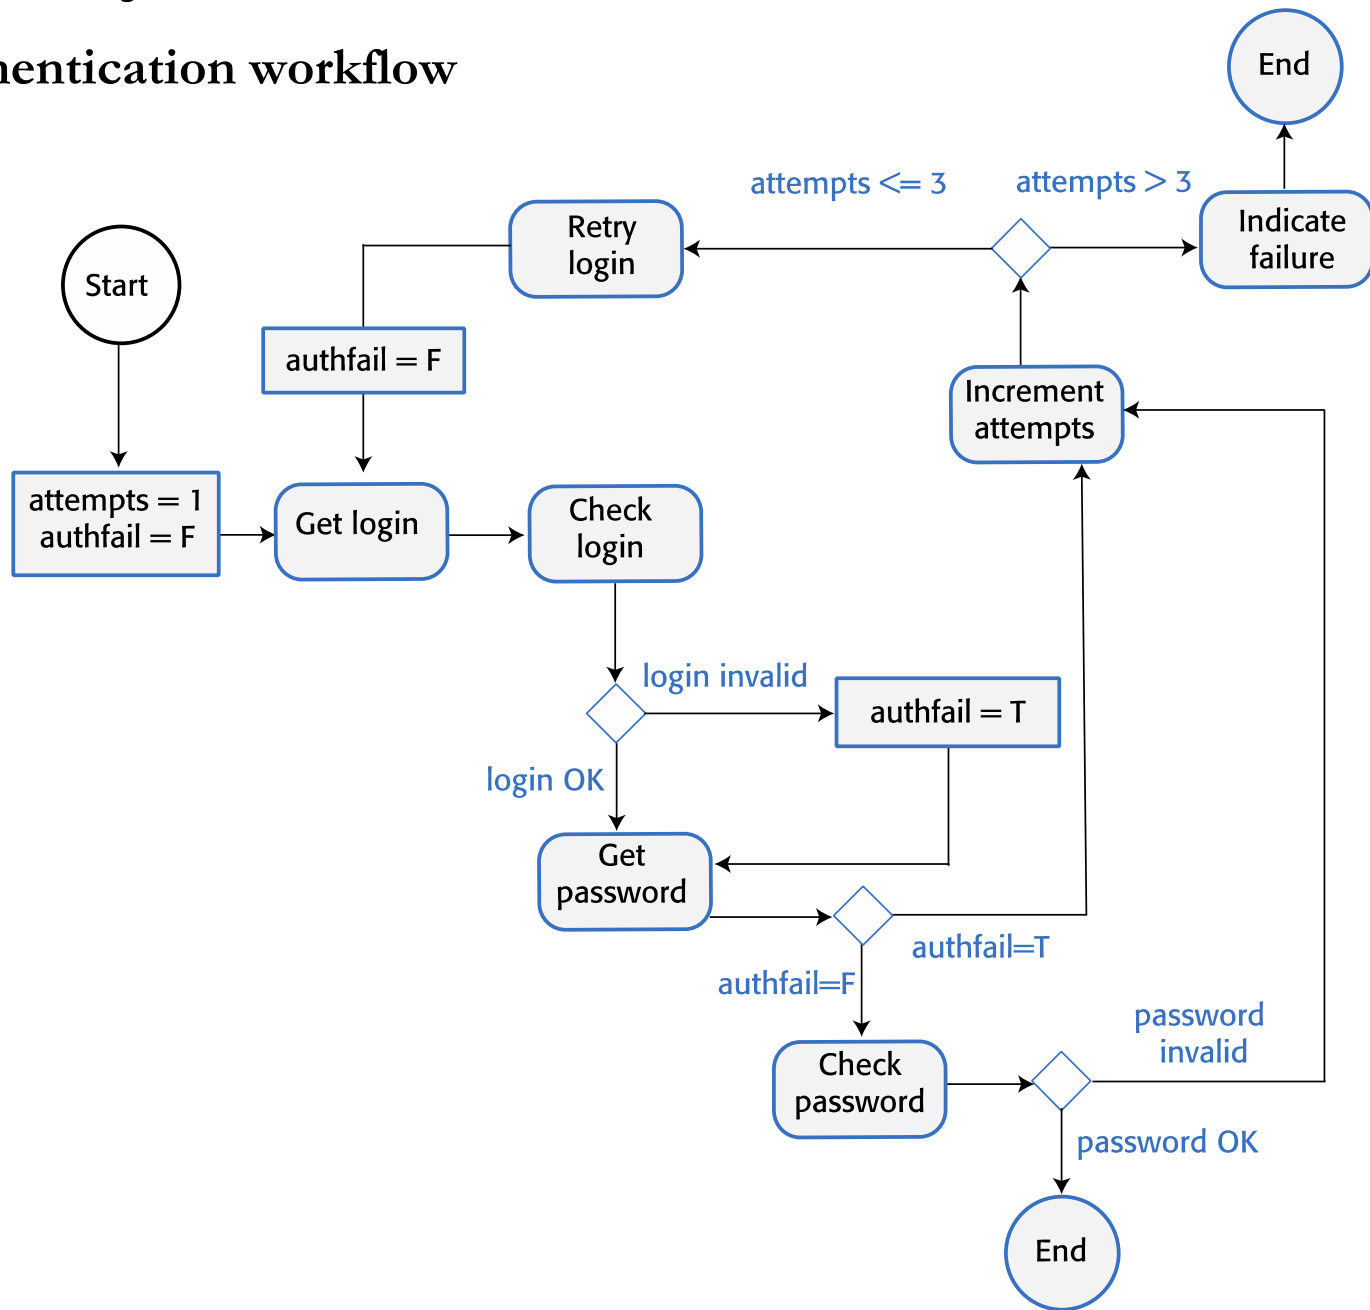 workflow
End
attempts <= 3
attempts > 3
Retry
login
Indicate
failure
Start
authfail = F
Increment
attempts
attempts = 1
authfail = F
Get login
Check
login
login invalid
authfail = T
login OK
Get
password
authfail=T
authfail=F
password
invalid
Check
password
password OK
End